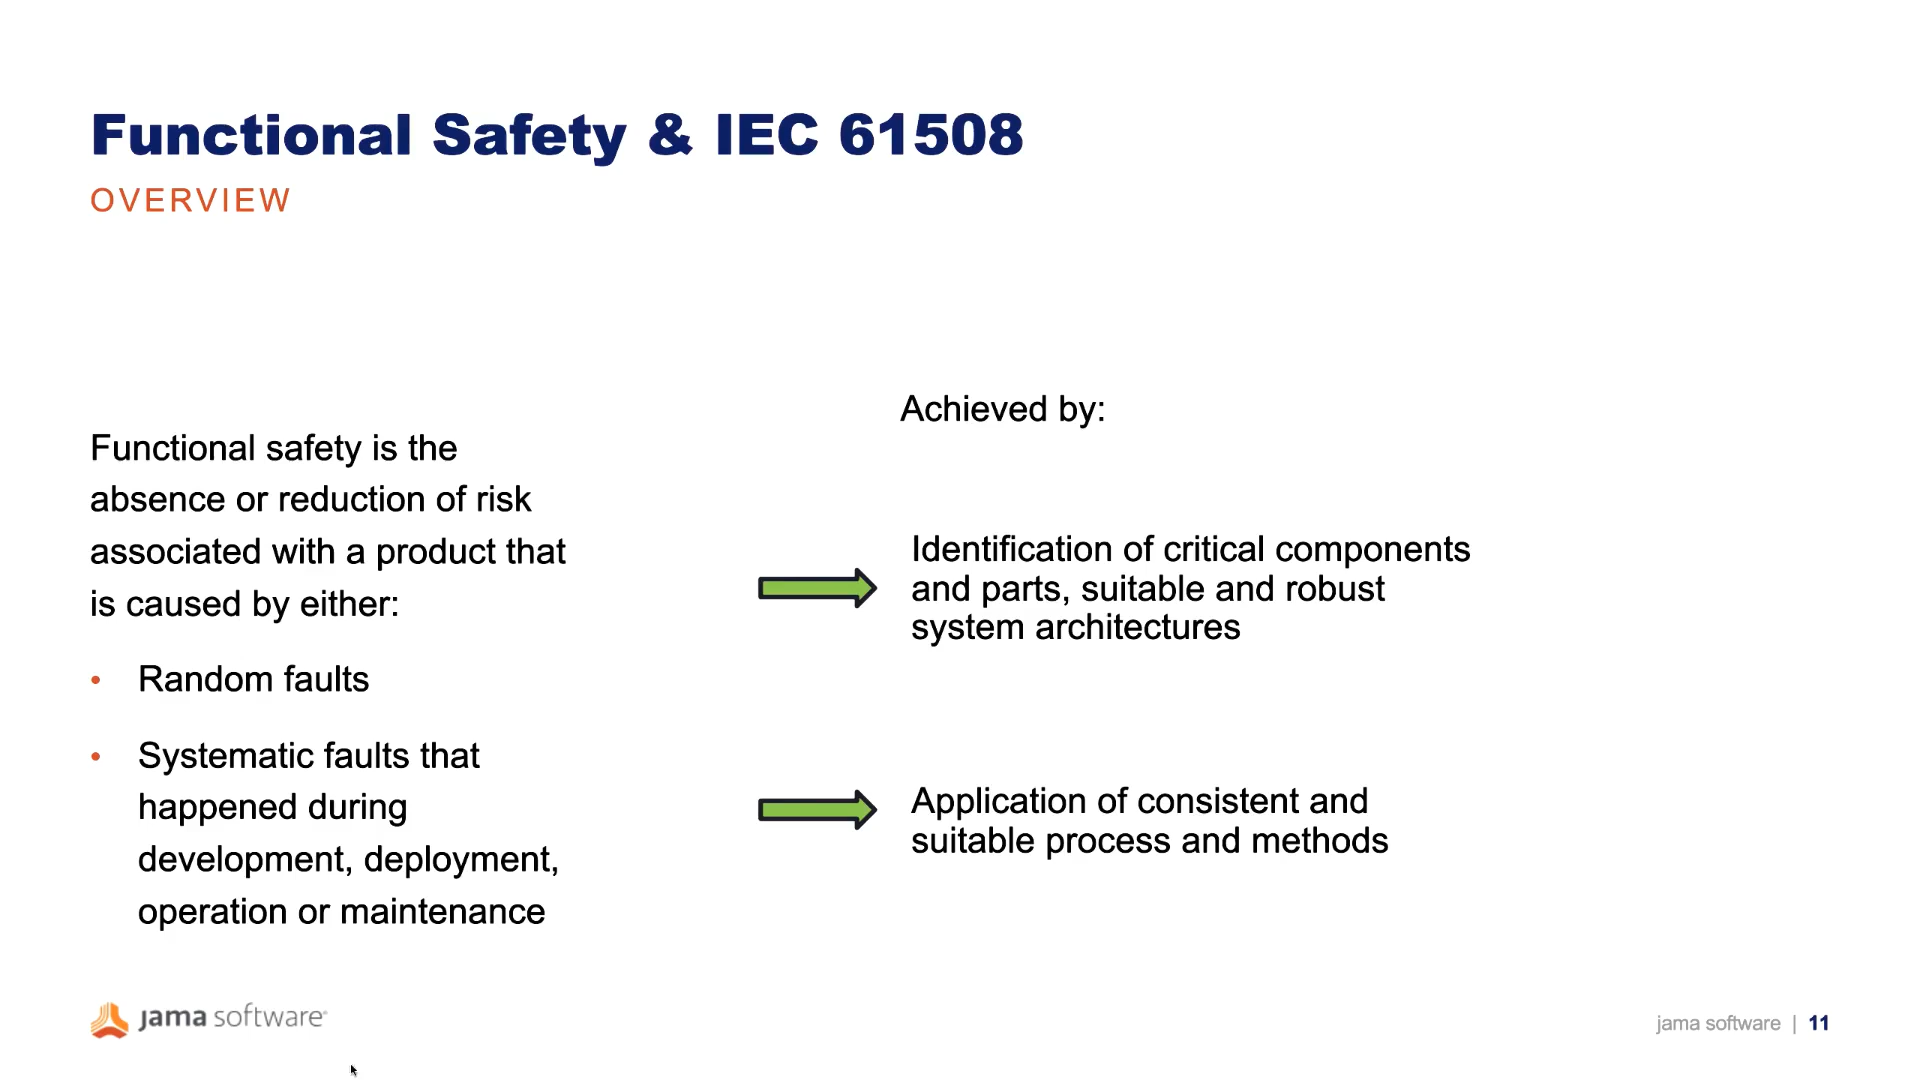 Functional Safety & IEC 61508
OVERVIEW
Functional safety is the
absence or reduction of risk
associated with a product that
is caused by either:
• Random faults
• Systematic faults that
happened during
development, deployment,
operation or maintenance
Achieved by:
Identification of critical components
and parts, suitable and robust
system architectures
Application of consistent and
suitable process and methods
jama software
jama software | 11